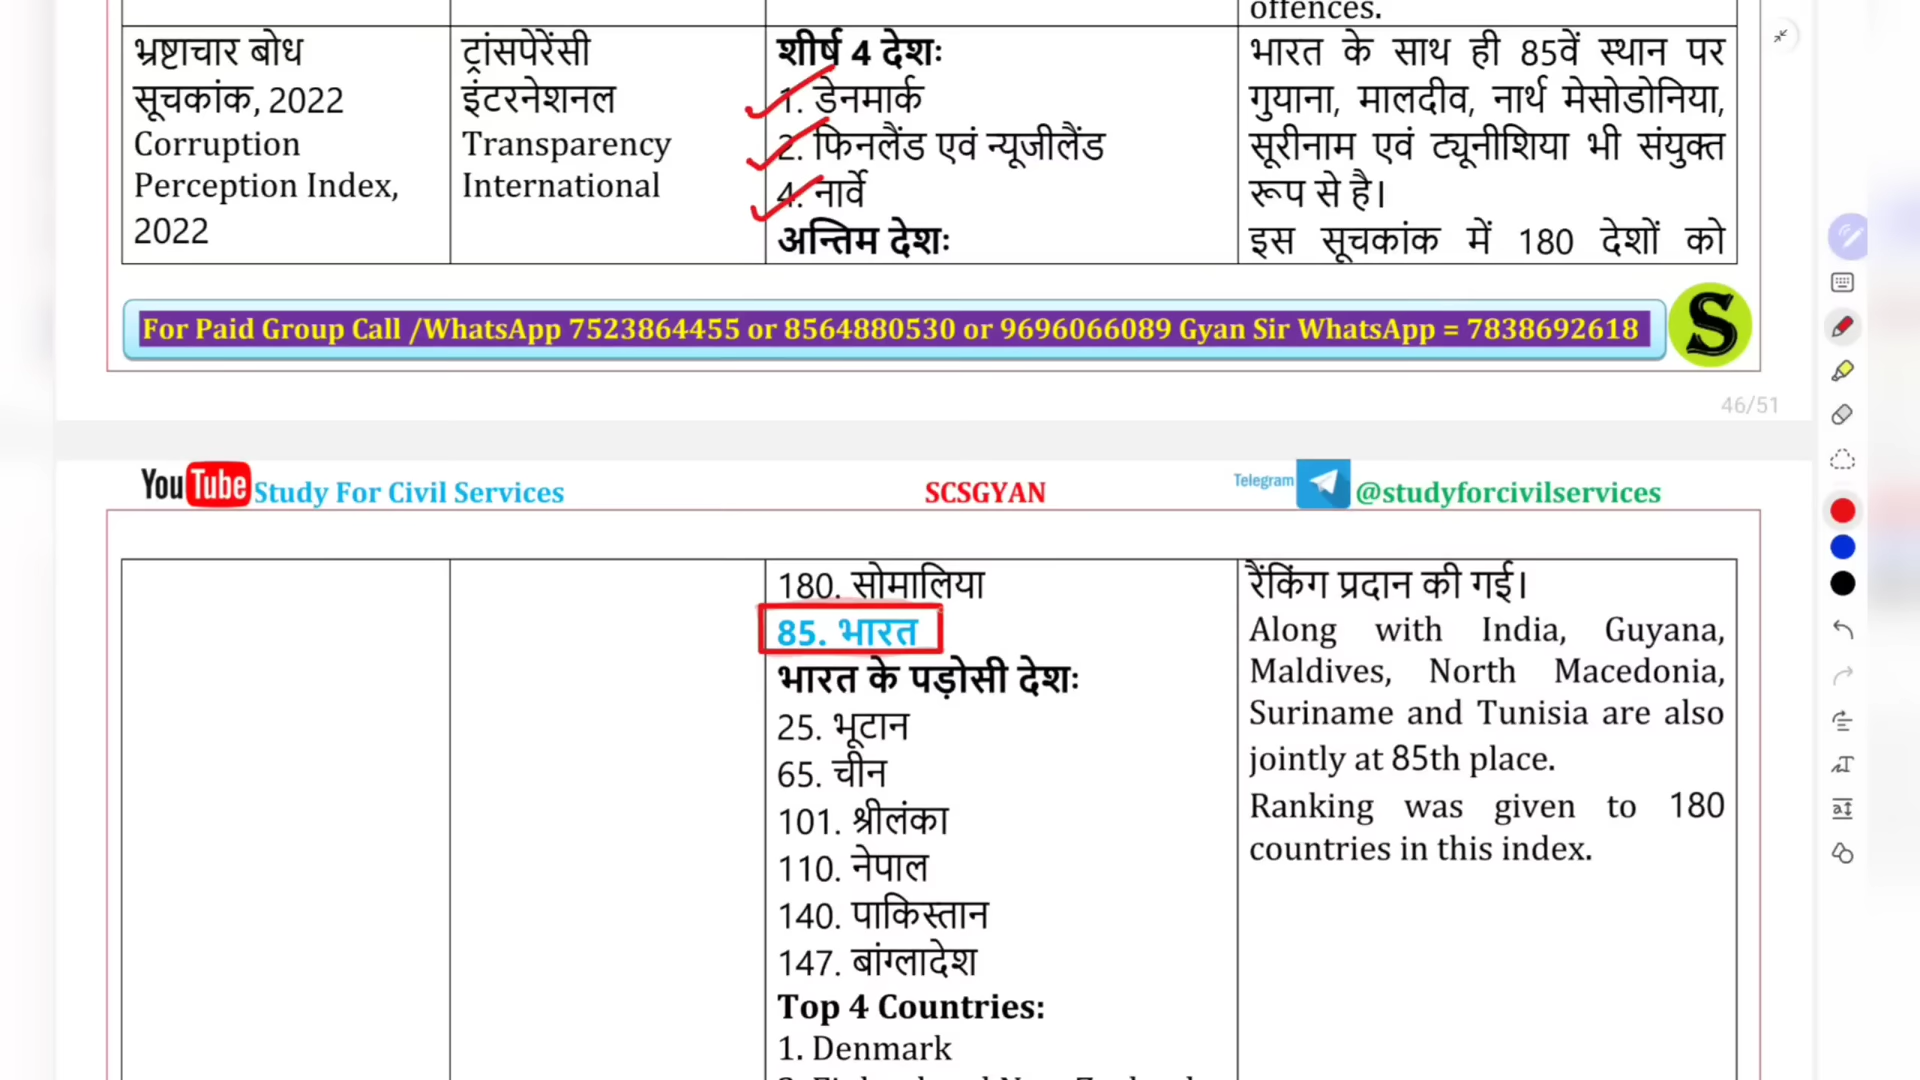 offences.
भ्रष्टाचार बोध
सूचकांक, 2022
Corruption
Perception Index,
2022
ट्रांसपेरेंसी
इंटरनेशनल
Transparency
International
शीर्ष 4 देशः
1. डेनमार्क
2. फिनलैंड एवं न्यूजीलैंड
4. नार्वे
अन्तिम देशः
भारत के साथ ही 85वें स्थान पर
गुयाना, मालदीव, नार्थ मेसोडोनिया,
सूरीनाम एवं ट्यूनीशिया भी संयुक्त
रूप से है।
इस सूचकांक में 180 देशों को
For Paid Group Call /WhatsApp 7523864455 or 8564880530 or 9696066089 Gyan Sir WhatsApp = 7838692618
S
46/51
YouTube Study For Civil Services
SCSGYAN
Telegram @studyforcivilservices
180. सोमालिया
85. भारत
भारत के पड़ोसी देशः
25. भूटान
65. चीन
101. श्रीलंका
110. नेपाल
140. पाकिस्तान
147. बांग्लादेश
Top 4 Countries:
1. Denmark
रैंकिंग प्रदान की गई।
Along with India, Guyana,
Maldives, North Macedonia,
Suriname and Tunisia are also
jointly at 85th place.
Ranking was given to 180
countries in this index.